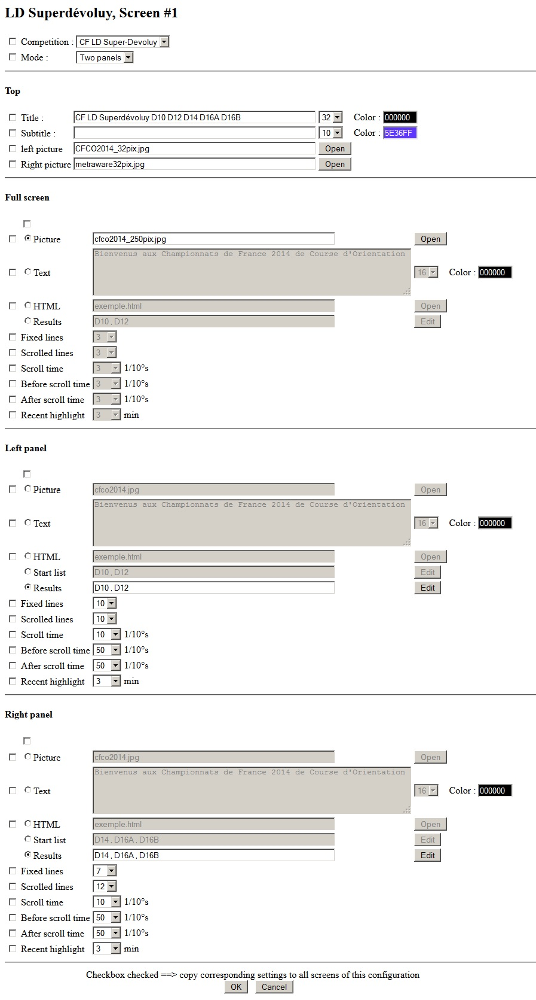 LD Superdévoluy, Screen #1
Competition : CF LD Super-Devoluy
Mode : Two panels
Top
Title : CF LD Superdévoluy D10 D12 D14 D16A D16B 32 Color : 000000
Subtitle : 10 Color : 5E36FF
left picture CFCO2014_32pix.jpg Open
Right picture metraware32pix.jpg Open
Full screen
Picture cfco2014_250pix.jpg Open
Text Bienvenus aux Championnats de France 2014 de Course d'Orientation 16 Color : 000000
HTML exemple.html Open
Results D10 , D12 Edit
Fixed lines 3
Scrolled lines 3
Scroll time 3 1/10°s
Before scroll time 3 1/10°s
After scroll time 3 1/10°s
Recent highlight 3 min
Left panel
Picture cfco2014.jpg Open
Text Bienvenus aux Championnats de France 2014 de Course d'Orientation 16 Color : 000000
HTML exemple.html Open
Start list D10 , D12 Edit
Results D10 , D12 Edit
Fixed lines 10
Scrolled lines 10
Scroll time 10 1/10°s
Before scroll time 50 1/10°s
After scroll time 50 1/10°s
Recent highlight 3 min
Right panel
Picture cfco2014.jpg Open
Text Bienvenus aux Championnats de France 2014 de Course d'Orientation 16 Color : 000000
HTML exemple.html Open
Start list D14 , D16A , D16B Edit
Results D14 , D16A , D16B Edit
Fixed lines 7
Scrolled lines 12
Scroll time 10 1/10°s
Before scroll time 50 1/10°s
After scroll time 50 1/10°s
Recent highlight 3 min
Checkbox checked ==> copy corresponding settings to all screens of this configuration
OK Cancel